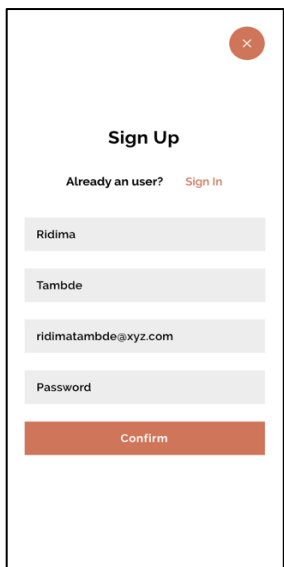 Sign Up
Already an user? Sign In
Ridima
Tambde
ridimatambde@xyz.com
Password
Confirm